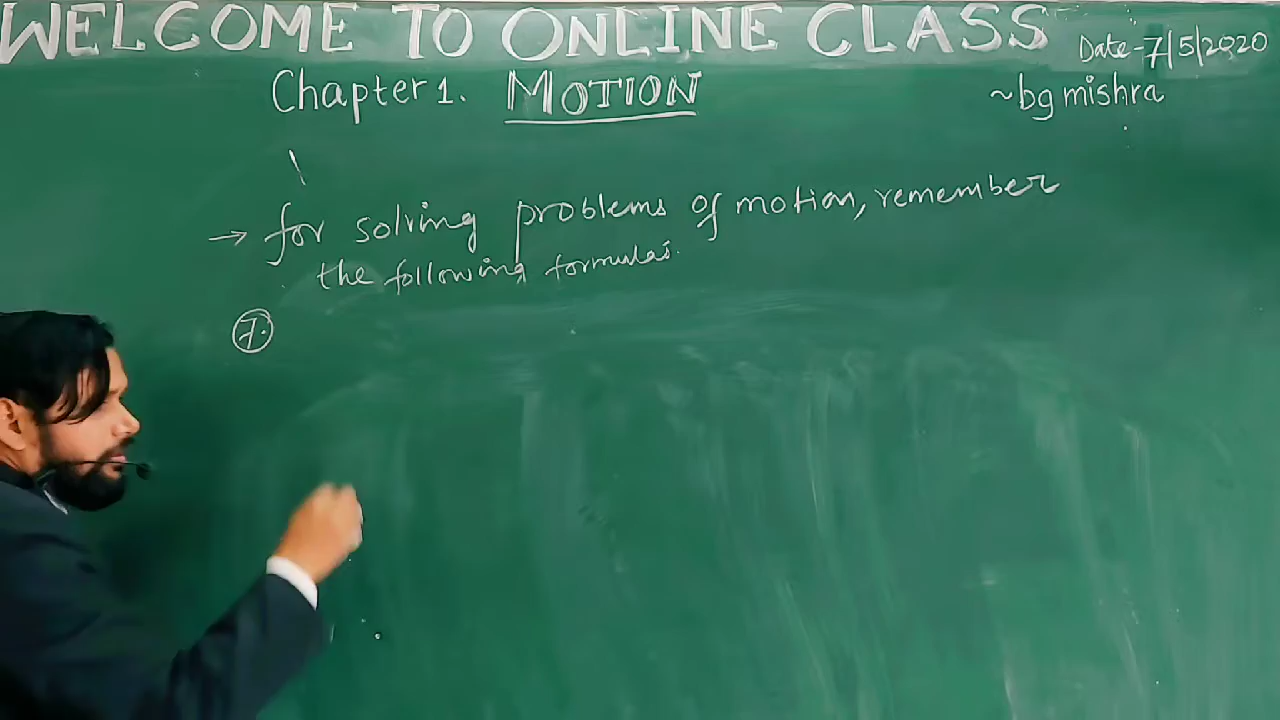 WELCOME TO ONLINE CLASS
Date-7/5/2020
Chapter 1. MOTION
~bg mishra
→ for solving problems of motion, remember
the following formulas.